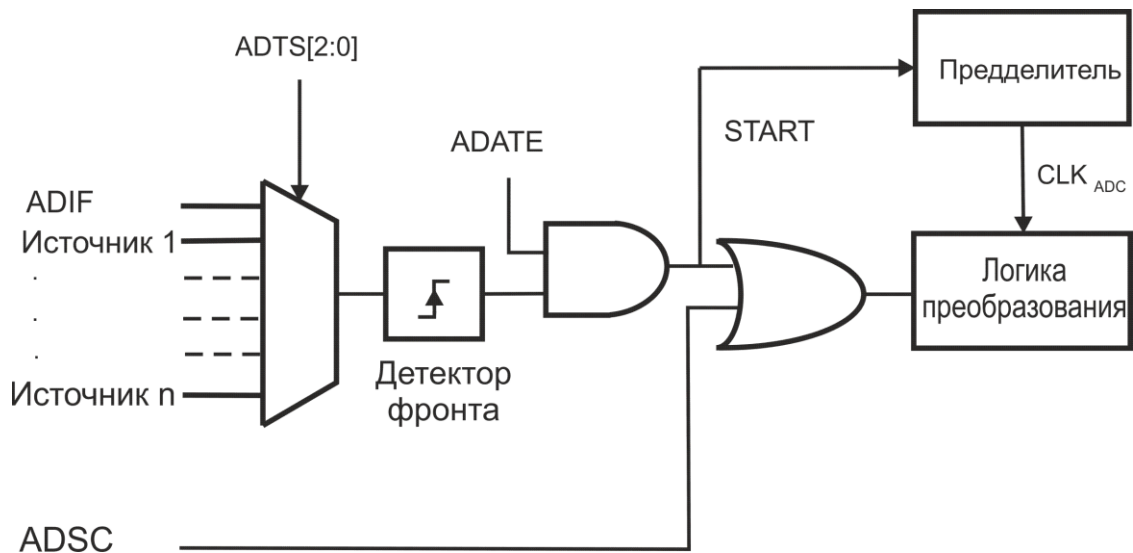 ADTS[2:0]
Предделитель
ADATE
START
CLK ADC
ADIF
Источник 1
.
.
.
Источник n
Детектор
фронта
Логика
преобразования
ADSC